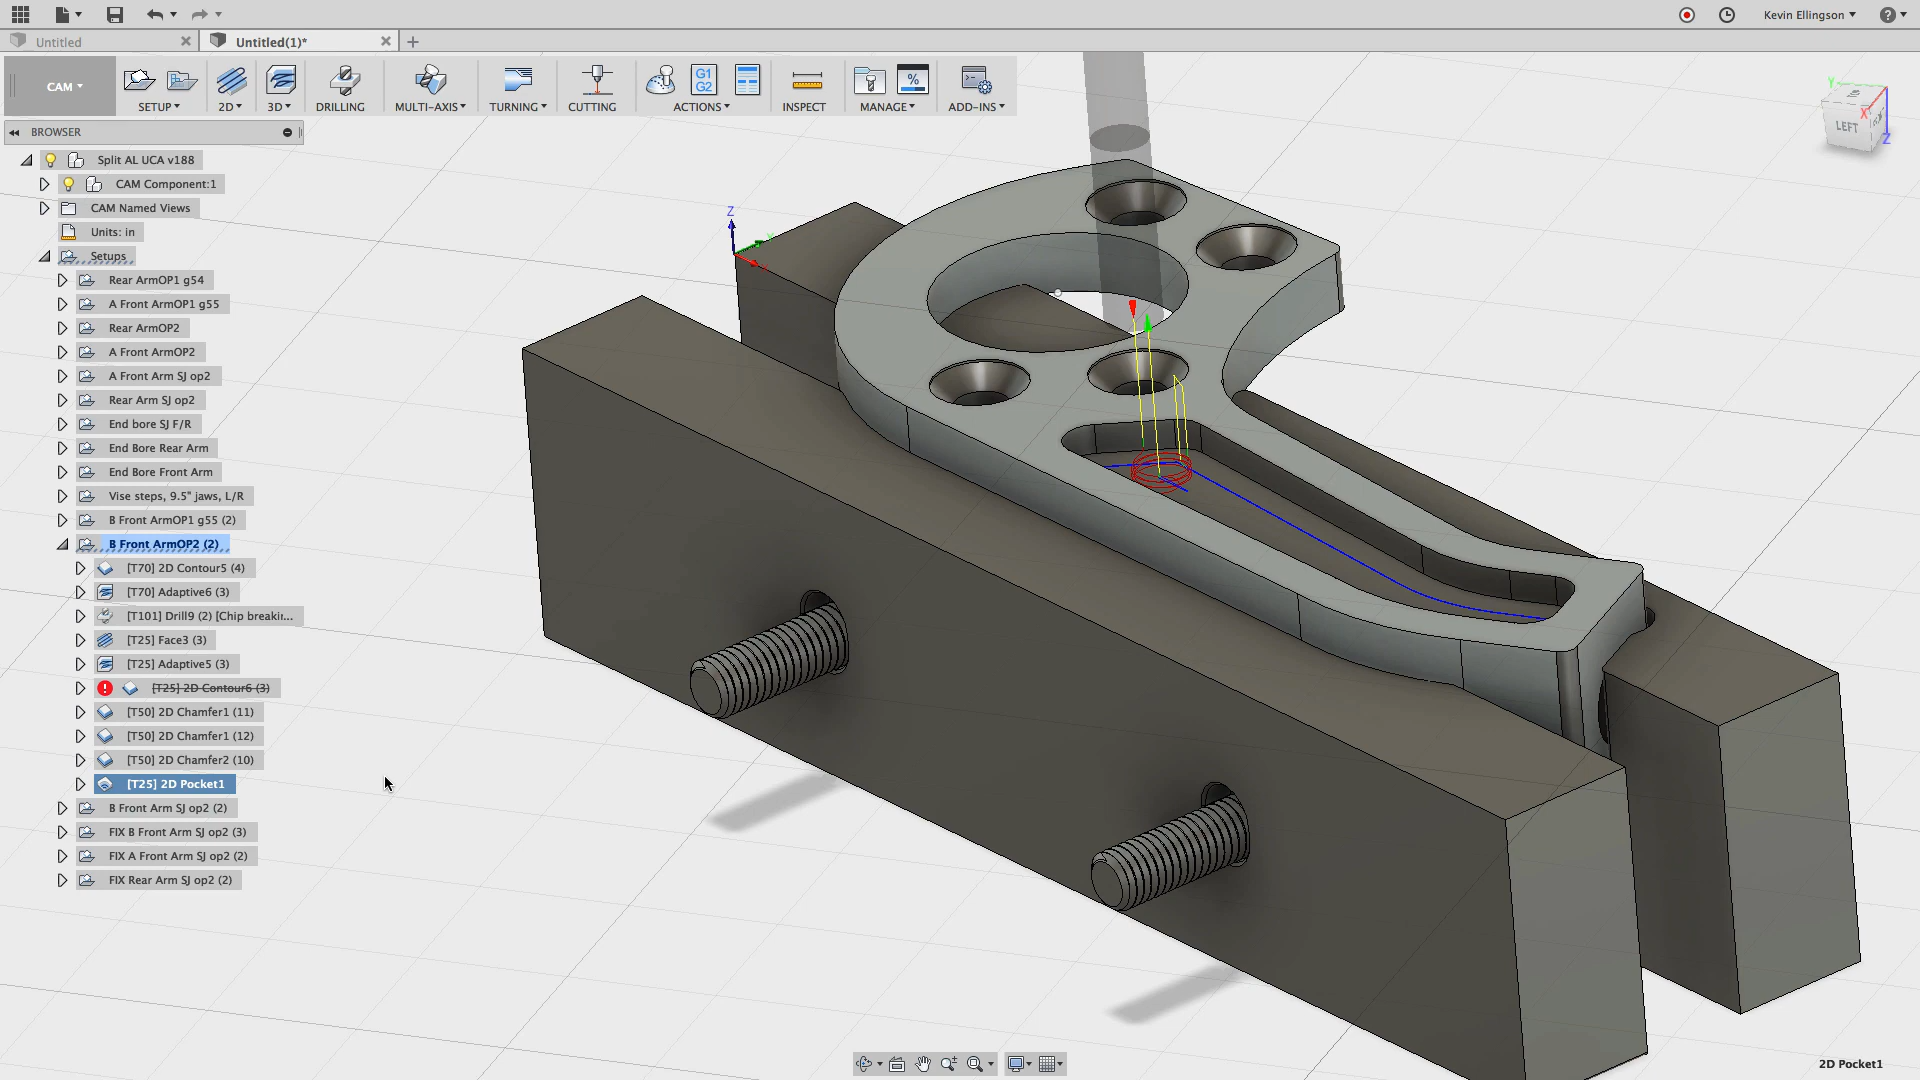 Kevin Ellingson
Untitled
Untitled(1)*
CAM
SETUP
2D
3D
DRILLING
MULTI-AXIS
TURNING
CUTTING
G1
G2
ACTIONS
INSPECT
%
MANAGE
ADD-INS
BROWSER
Split AL UCA v188
CAM Component:1
CAM Named Views
Units: in
Setups
Rear ArmOP1 g54
A Front ArmOP1 g55
Rear ArmOP2
A Front ArmOP2
A Front Arm SJ op2
Rear Arm SJ op2
End bore SJ F/R
End Bore Rear Arm
End Bore Front Arm
Vise steps, 9.5" jaws, L/R
B Front ArmOP1 g55 (2)
B Front ArmOP2 (2)
[T70] 2D Contour5 (4)
[T70] Adaptive6 (3)
[T101] Drill9 (2) [Chip breakin...
[T25] Face3 (3)
[T25] Adaptive5 (3)
[T25] 2D Contour6 (3)
[T50] 2D Chamfer1 (11)
[T50] 2D Chamfer1 (12)
[T50] 2D Chamfer2 (10)
[T25] 2D Pocket1
B Front Arm SJ op2 (2)
FIX B Front Arm SJ op2 (3)
FIX A Front Arm SJ op2 (2)
FIX Rear Arm SJ op2 (2)
Z
Y
X
LEFT
Z
2D Pocket1